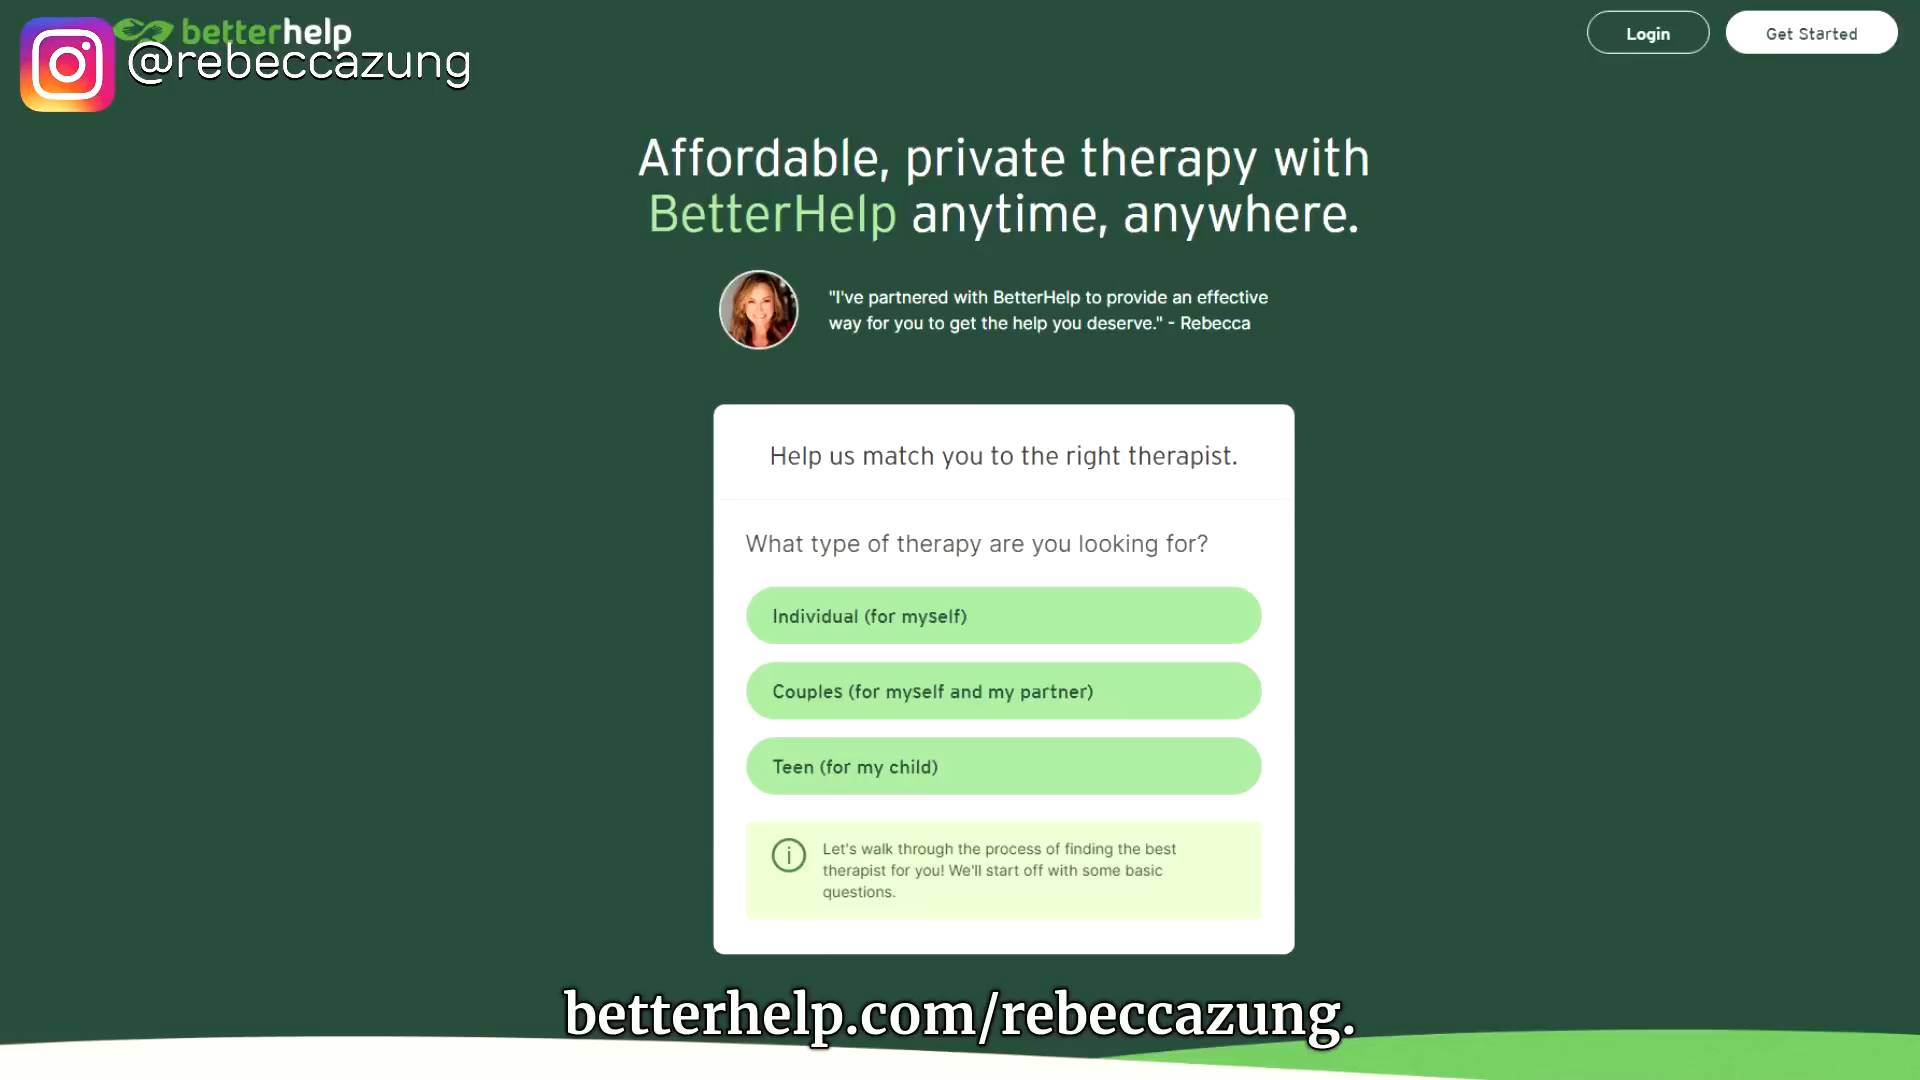 betterhelp
@rebeccazung
Login
Get Started
Affordable, private therapy with
BetterHelp anytime, anywhere.
"I've partnered with BetterHelp to provide an effective
way for you to get the help you deserve." - Rebecca
Help us match you to the right therapist.
What type of therapy are you looking for?
Individual (for myself)
Couples (for myself and my partner)
Teen (for my child)
Let's walk through the process of finding the best
therapist for you! We'll start off with some basic
questions.
betterhelp.com/rebeccazung.